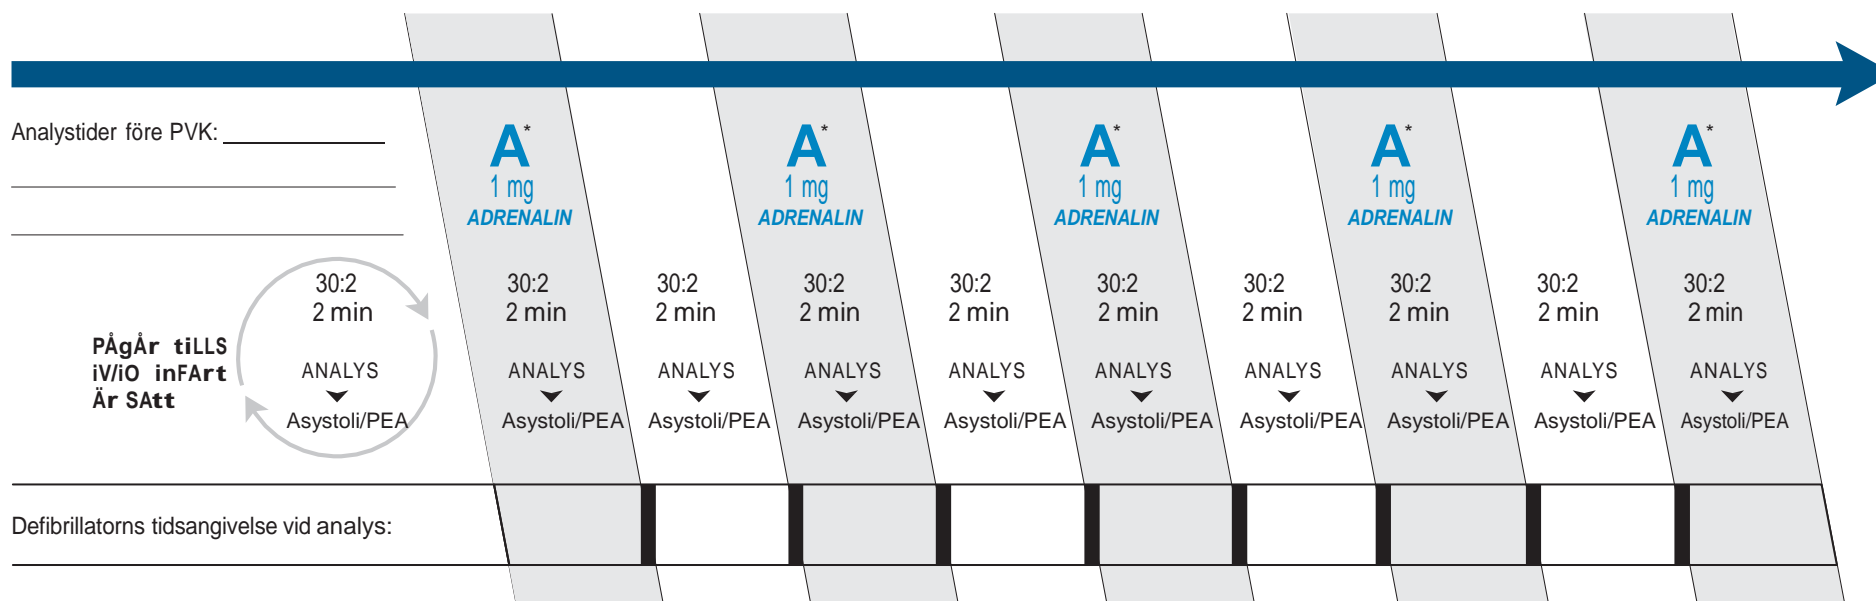 Analystider före PVK:
A* A* A* A* A*
1 mg 1 mg 1 mg 1 mg 1 mg
ADRENALIN ADRENALIN ADRENALIN ADRENALIN ADRENALIN
30:2 30:2 30:2 30:2 30:2 30:2 30:2 30:2 30:2 30:2
2 min 2 min 2 min 2 min 2 min 2 min 2 min 2 min 2 min 2 min
PÅgÅr tiLLS
iV/iO inFArt
Är SAtt
ANALYS ANALYS ANALYS ANALYS ANALYS ANALYS ANALYS ANALYS ANALYS ANALYS
Asystoli/PEA Asystoli/PEA Asystoli/PEA Asystoli/PEA Asystoli/PEA Asystoli/PEA Asystoli/PEA Asystoli/PEA Asystoli/PEA Asystoli/PEA
Defibrillatorns tidsangivelse vid analys: